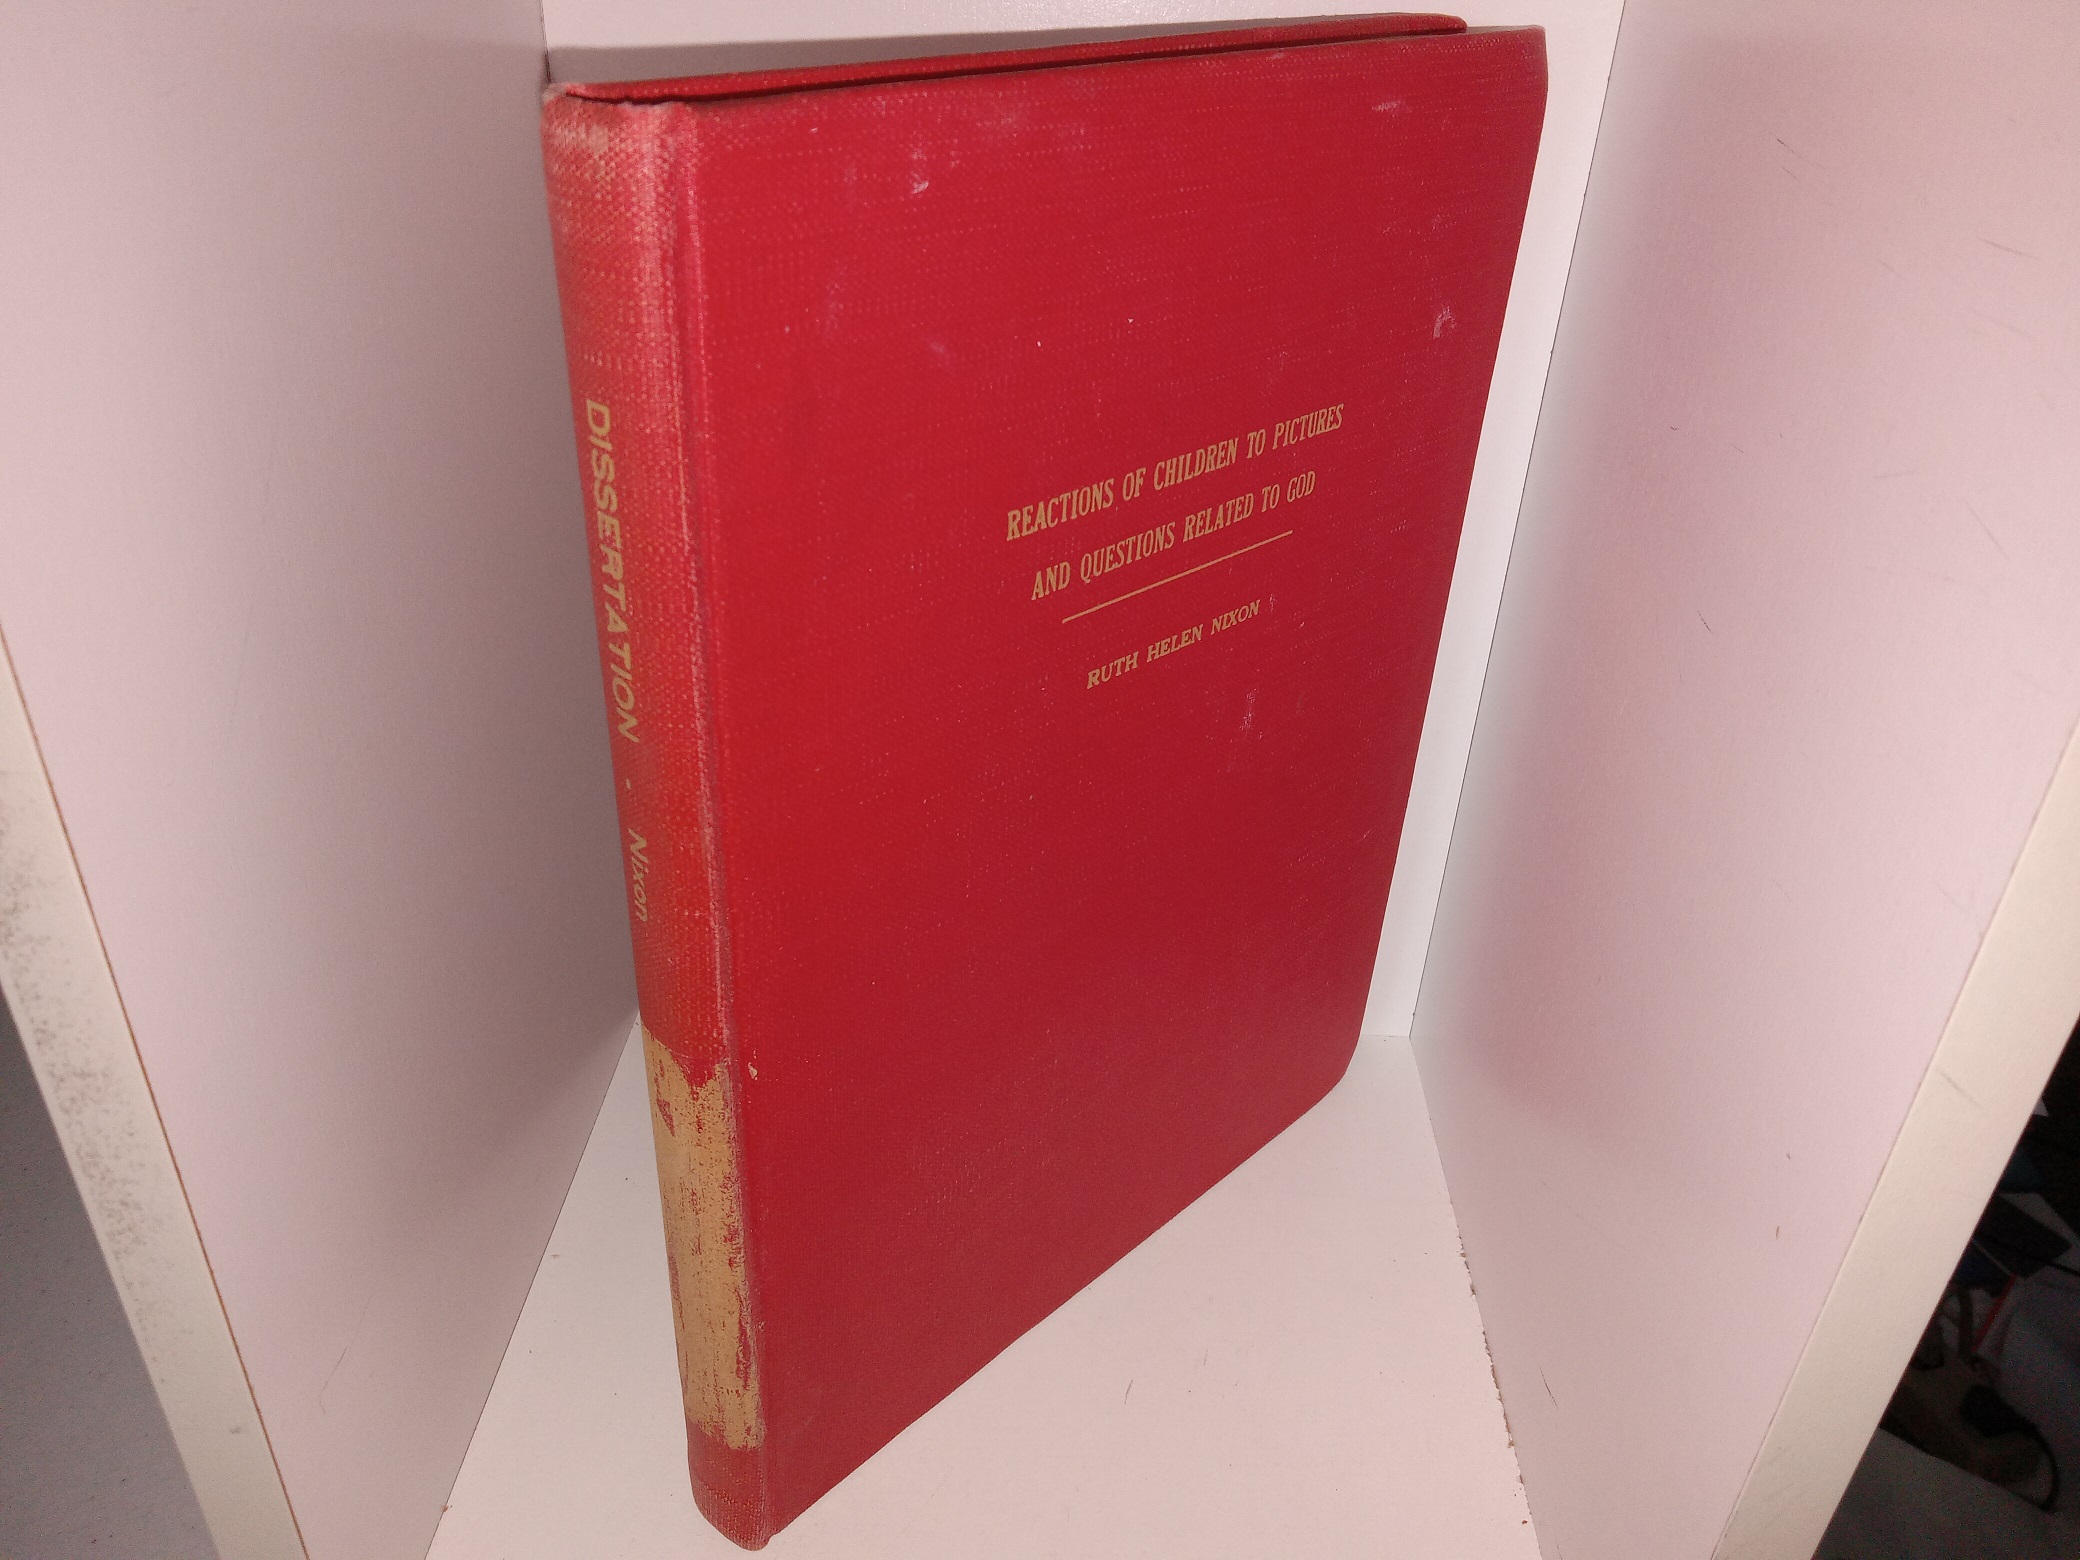 DISSERTATION - Nixon
REACTIONS OF CHILDREN TO PICTURES
AND QUESTIONS RELATED TO GOD
RUTH HELEN NIXON